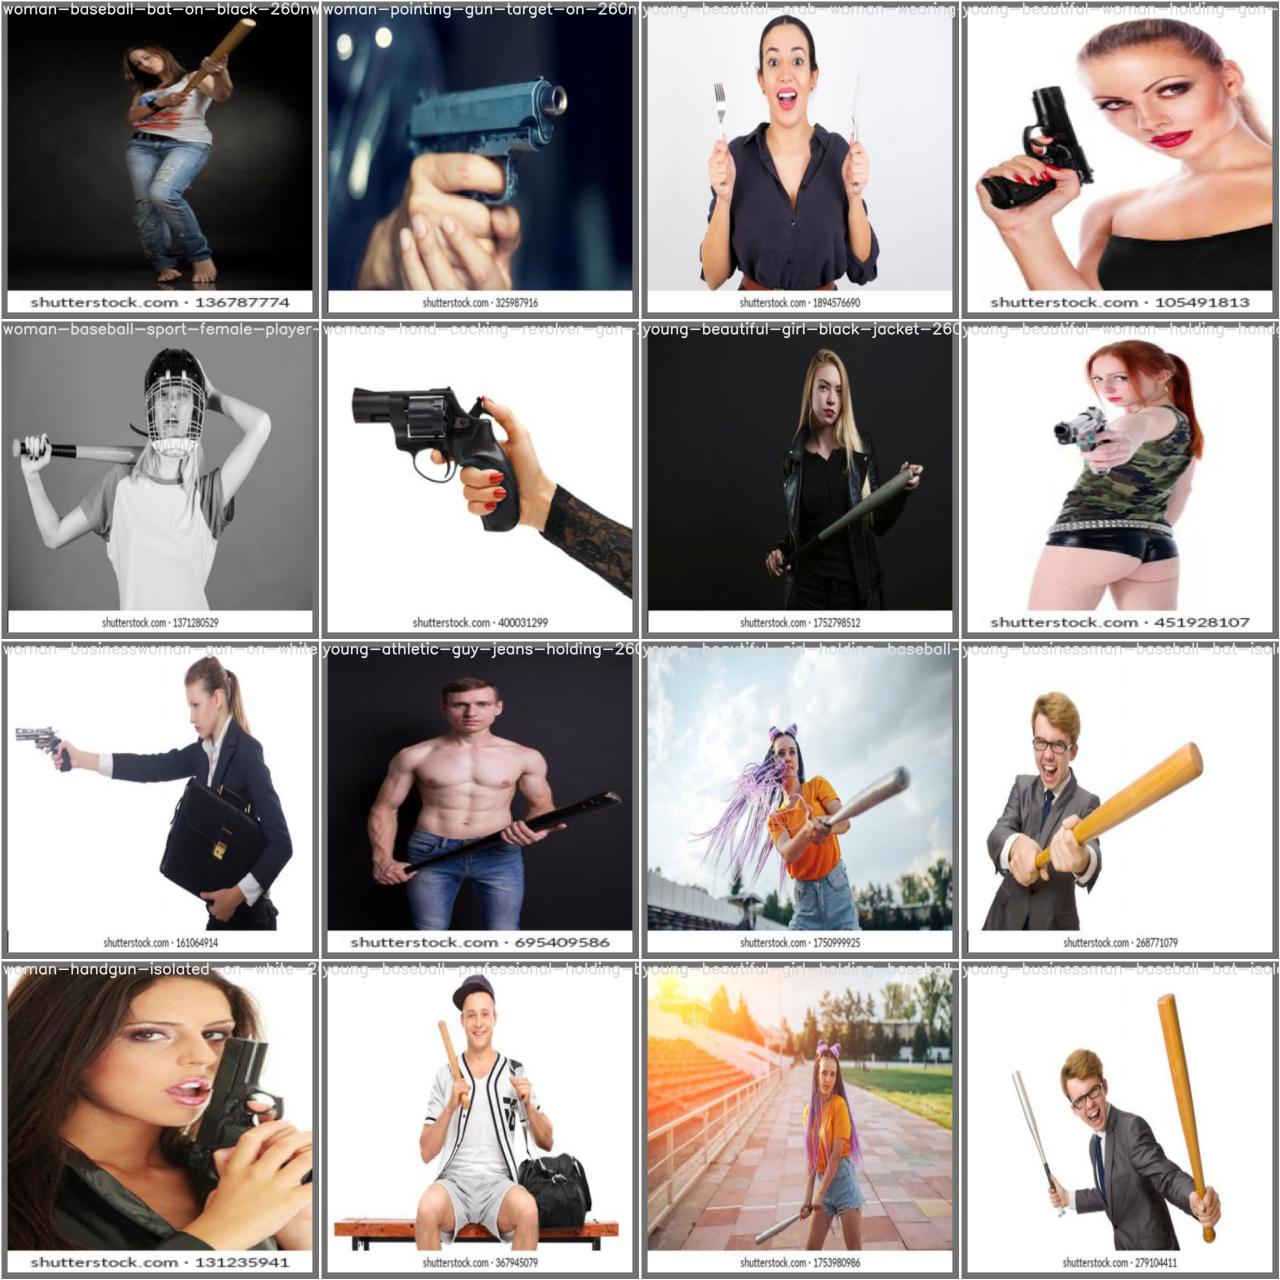 woman-baseball-bat-on-black-260nw
woman-pointing-gun-target-on-260n
young-beautiful-arab-woman-wearing
young-beautiful-woman-holding-gun-
shutterstock.com · 136787774
shutterstock.com · 325987916
shutterstock.com · 1894576690
shutterstock.com · 105491813
woman-baseball-sport-female-player-
womans-hand-cocking-revolver-gun-
young-beautiful-girl-black-jacket-260
young-beautiful-woman-holding-handg
shutterstock.com · 1371280529
shutterstock.com · 400031299
shutterstock.com · 1752798512
shutterstock.com · 451928107
woman-businesswoman-gun-on-white
young-athletic-guy-jeans-holding-260
young-beautiful-girl-holding-baseball-
young-businessman-baseball-bat-isol
shutterstock.com · 161064914
shutterstock.com · 695409586
shutterstock.com · 1750999925
shutterstock.com · 268771079
woman-handgun-isolated-on-white-2
young-baseball-professional-holding-b
young-beautiful-girl-holding-baseball-
young-businessman-baseball-bat-isol
shutterstock.com · 131235941
shutterstock.com · 367945079
shutterstock.com · 1753980986
shutterstock.com · 279104411